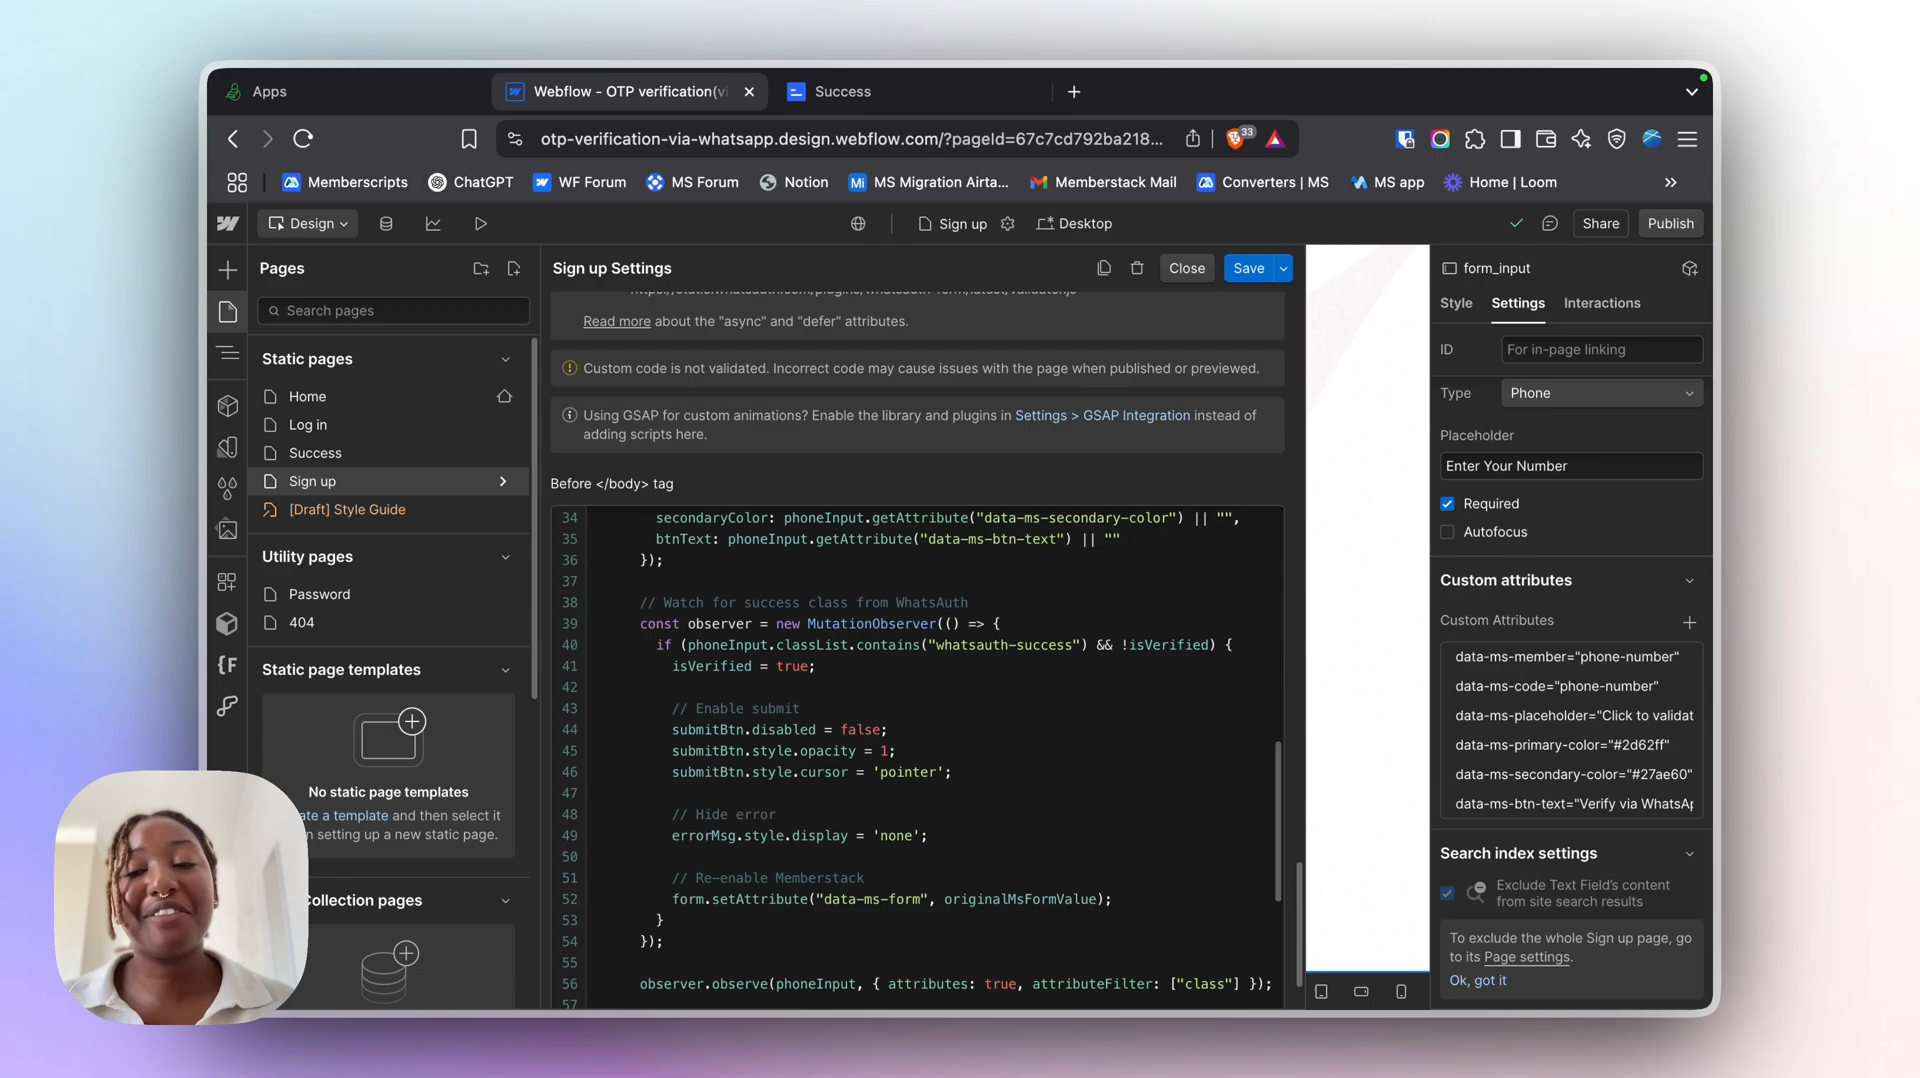 Apps
Webflow - OTP verification(vi
Success
otp-verification-via-whatsapp.design.webflow.com/?pageId=67c7cd792ba218...
33
Memberscripts
ChatGPT
WF Forum
MS Forum
Notion
MS Migration Airta...
Memberstack Mail
Converters | MS
MS app
Home | Loom
Design
Sign up
Desktop
Share
Publish
Pages
Search pages
Static pages
Home
Log in
Success
Sign up
[Draft] Style Guide
Utility pages
Password
404
Static page templates
No static page templates
ate a template and then select it
n setting up a new static page.
Collection pages
Sign up Settings
Close
Save
Read more about the "async" and "defer" attributes.
Custom code is not validated. Incorrect code may cause issues with the page when published or previewed.
Using GSAP for custom animations? Enable the library and plugins in Settings > GSAP Integration instead of
adding scripts here.
Before </body> tag
34 secondaryColor: phoneInput.getAttribute("data-ms-secondary-color") || "",
35 btnText: phoneInput.getAttribute("data-ms-btn-text") || ""
36 });
37
38 // Watch for success class from WhatsAuth
39 const observer = new MutationObserver(() => {
40 if (phoneInput.classList.contains("whatsauth-success") && !isVerified) {
41 isVerified = true;
42
43 // Enable submit
44 submitBtn.disabled = false;
45 submitBtn.style.opacity = 1;
46 submitBtn.style.cursor = 'pointer';
47
48 // Hide error
49 errorMsg.style.display = 'none';
50
51 // Re-enable Memberstack
52 form.setAttribute("data-ms-form", originalMsFormValue);
53 }
54 });
55
56 observer.observe(phoneInput, { attributes: true, attributeFilter: ["class"] });
57
form_input
Style
Settings
Interactions
ID
For in-page linking
Type
Phone
Placeholder
Enter Your Number
Required
Autofocus
Custom attributes
Custom Attributes
data-ms-member="phone-number"
data-ms-code="phone-number"
data-ms-placeholder="Click to validat
data-ms-primary-color="#2d62ff"
data-ms-secondary-color="#27ae60"
data-ms-btn-text="Verify via WhatsAp
Search index settings
Exclude Text Field's content
from site search results
To exclude the whole Sign up page, go
to its Page settings.
Ok, got it